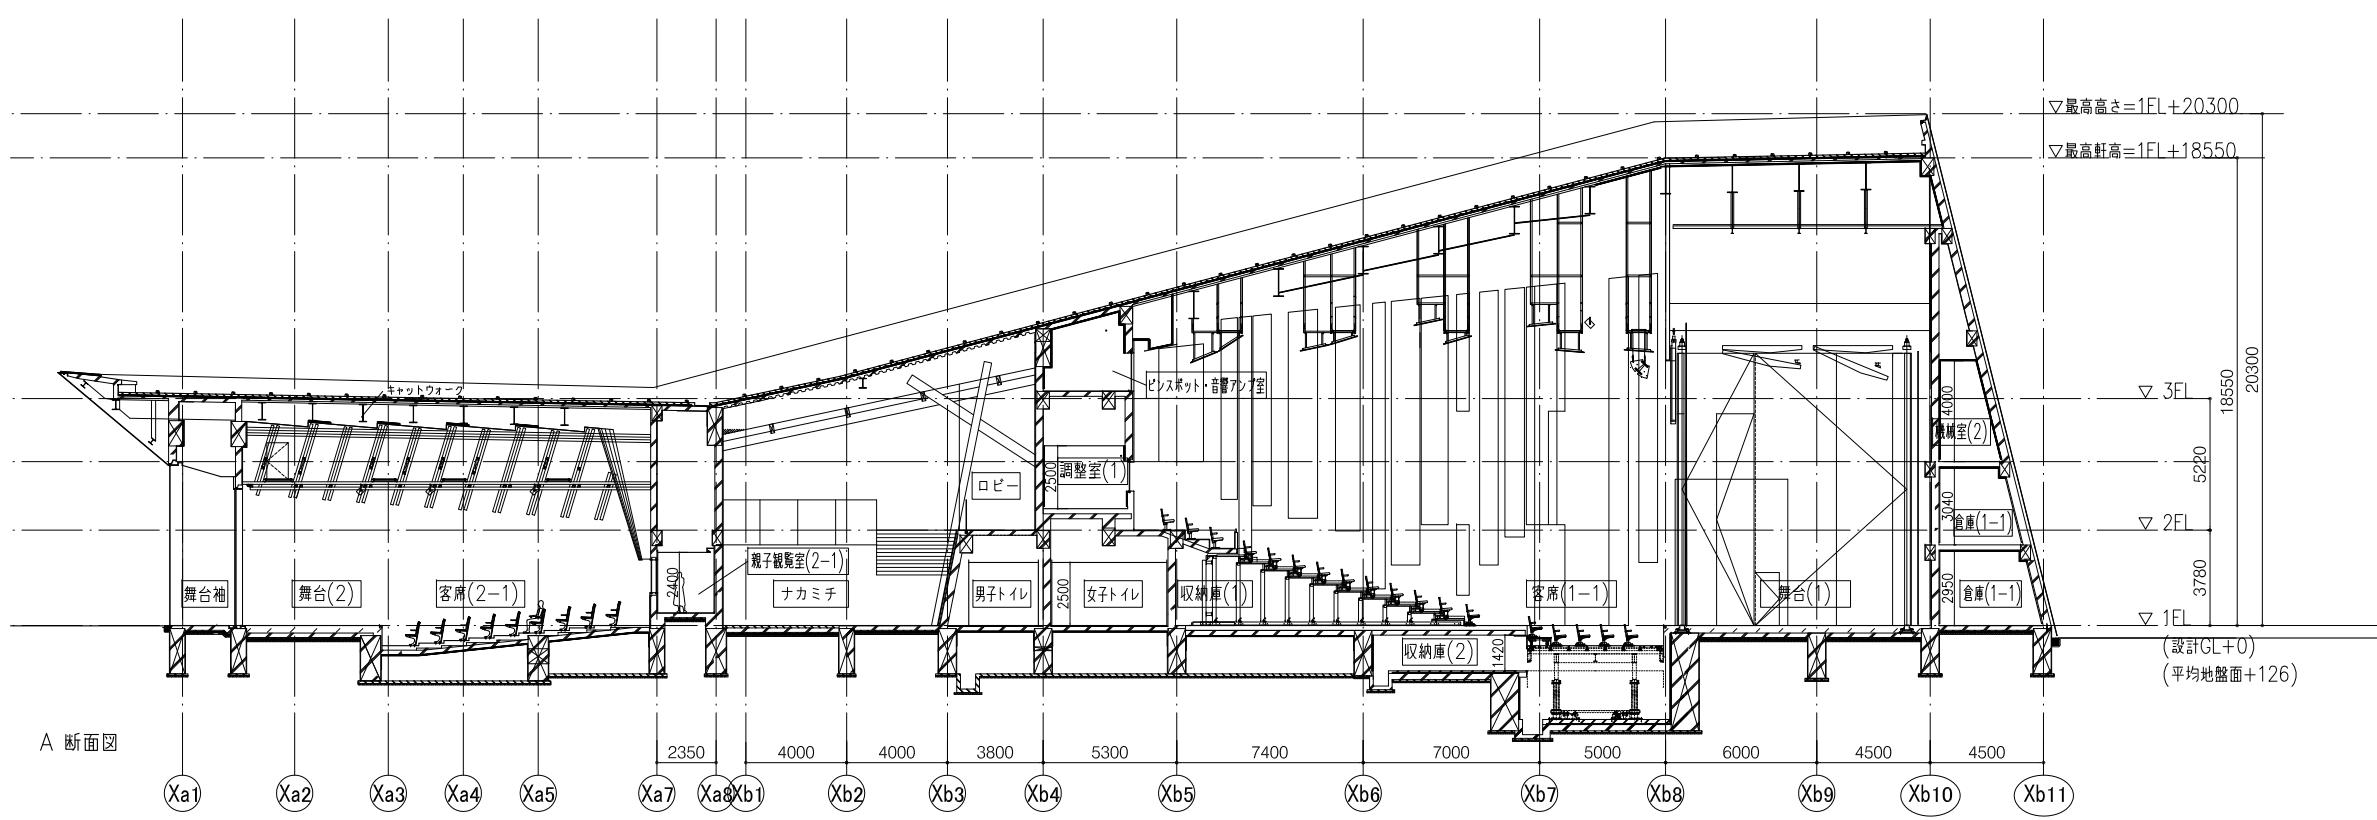 ▽最高高さ=1FL+20300
▽最高軒高=1FL+18550
キャットウォーク
ピンスポット・音響アンプ室
▽ 3FL
4000
18550
20300
機械室(2)
5220
2500
調整室(1)
ロビー
3040
倉庫(1-1)
▽ 2FL
親子観覧室(2-1)
2400
舞台袖
舞台(2)
客席(2-1)
ナカミチ
男子トイレ
2500
女子トイレ
収納庫(1)
客席(1-1)
舞台(1)
2950
倉庫(1-1)
3780
▽ 1FL
(設計GL+0)
(平均地盤面+126)
収納庫(2)
1420
A 断面図
2350
4000
4000
3800
5300
7400
7000
5000
6000
4500
4500
Xa1
Xa2
Xa3
Xa4
Xa5
Xa7
Xa8
Xb1
Xb2
Xb3
Xb4
Xb5
Xb6
Xb7
Xb8
Xb9
Xb10
Xb11